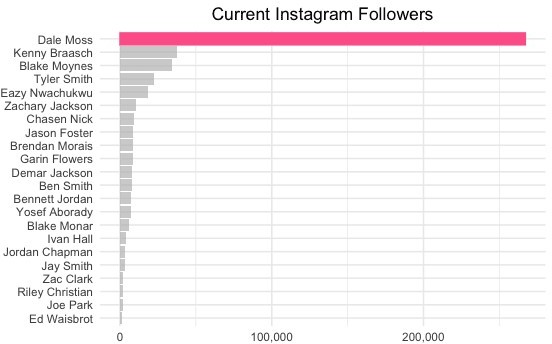 Current Instagram Followers
Dale Moss
Kenny Braasch
Blake Moynes
Tyler Smith
Eazy Nwachukwu
Zachary Jackson
Chasen Nick
Jason Foster
Brendan Morais
Garin Flowers
Demar Jackson
Ben Smith
Bennett Jordan
Yosef Aborady
Blake Monar
Ivan Hall
Jordan Chapman
Jay Smith
Zac Clark
Riley Christian
Joe Park
Ed Waisbrot
0 100,000 200,000